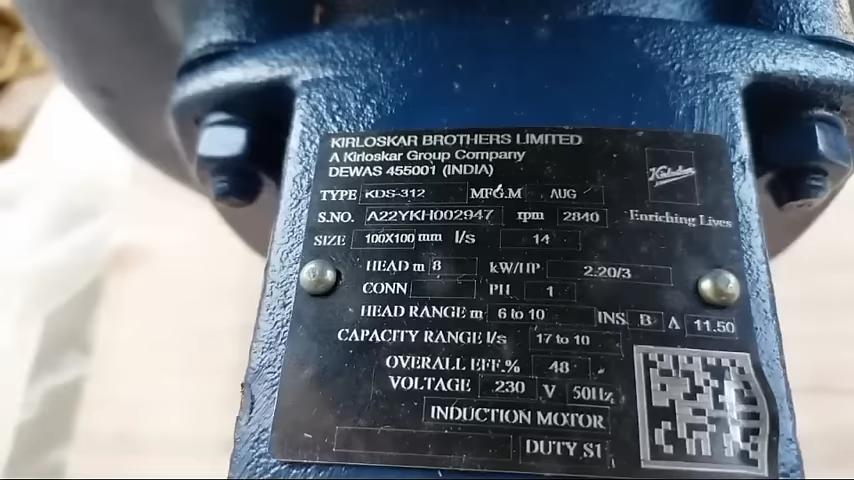 KIRLOSKAR BROTHERS LIMITED
A Kirloskar Group Company
DEWAS 455001 (INDIA)
Kirloskar
Enriching Lives
TYPE KDS-312 MFG.M AUG
S.NO. A22YKH002947 rpm 2840
SIZE 100X100 mm l/s 14
HEAD m 8 kW/HP 2.20/3
CONN PH 1
HEAD RANGE m 6 to 10 INS. B A 11.50
CAPACITY RANGE l/s 17 to 10
OVERALL EFF.% 48
VOLTAGE 230 V 50Hz
INDUCTION MOTOR
DUTY S1